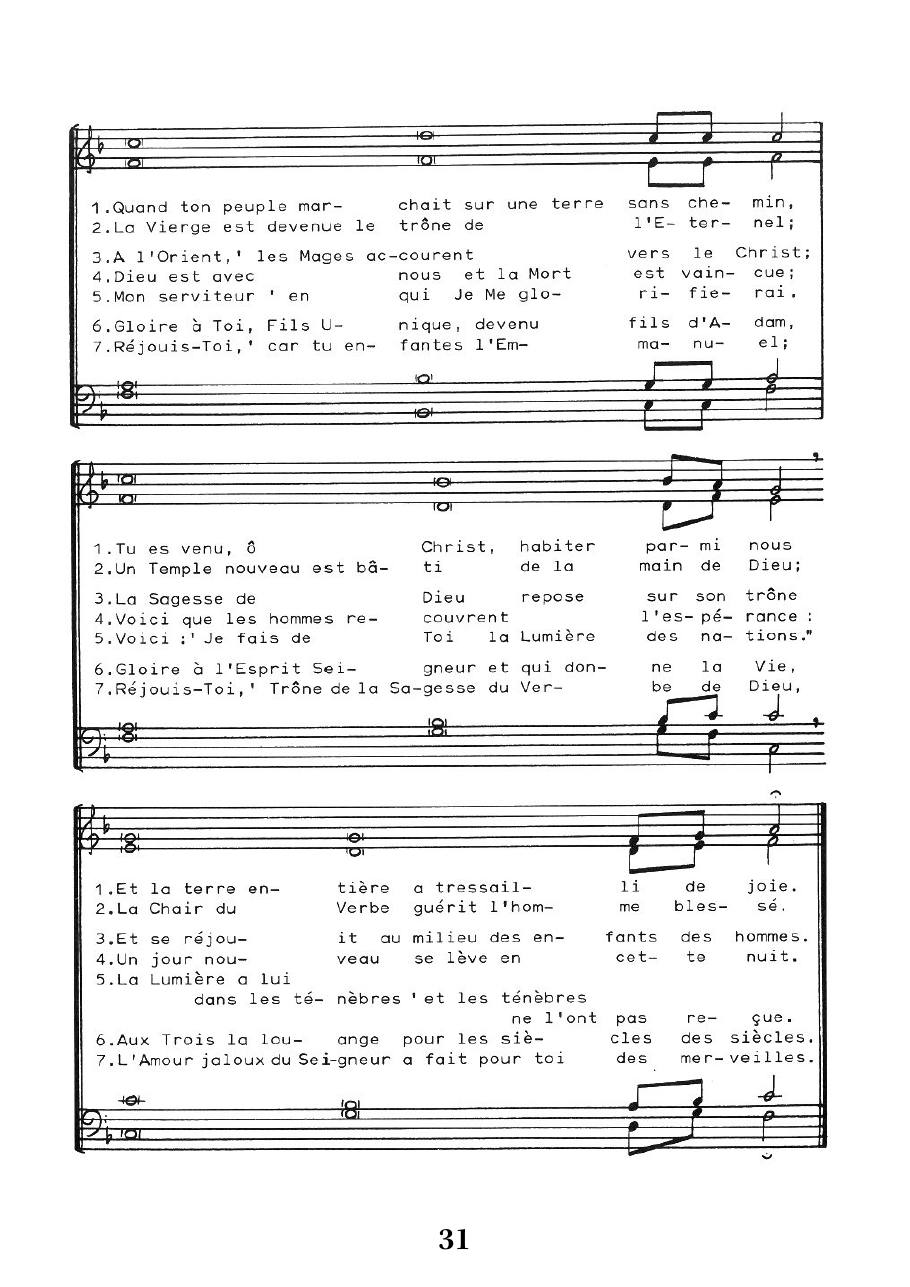 1.Quand ton peuple mar- chait sur une terre sans che- min,
2.La Vierge est devenue le trône de l'E- ter- nel;
3.A l'Orient,' les Mages ac-courent vers le Christ;
4.Dieu est avec nous et la Mort est vain- cue;
5.Mon serviteur ' en qui Je Me glo- ri- fie- rai.
6.Gloire à Toi, Fils U- nique, devenu fils d'A- dam,
7.Réjouis-Toi,' car tu en- fantes l'Em- ma- nu- el;
1.Tu es venu, ô Christ, habiter par- mi nous
2.Un Temple nouveau est bâ- ti de la main de Dieu;
3.La Sagesse de Dieu repose sur son trône
4.Voici que les hommes re- couvrent l'es- pé- rance :
5.Voici :' Je fais de Toi la Lumière des na- tions."
6.Gloire à l'Esprit Sei- gneur et qui don- ne la Vie,
7.Réjouis-Toi,' Trône de la Sa-gesse du Ver- be de Dieu,
1.Et la terre en- tière a tressail- li de joie.
2.La Chair du Verbe guérit l'hom- me bles- sé.
3.Et se réjou- it au milieu des en- fants des hommes.
4.Un jour nou- veau se lève en cet- te nuit.
5.La Lumière a lui
dans les té- nèbres ' et les ténèbres
ne l'ont pas re- çue.
6.Aux Trois la lou- ange pour les siè- cles des siècles.
7.L'Amour jaloux du Sei-gneur a fait pour toi des mer- veilles.
31